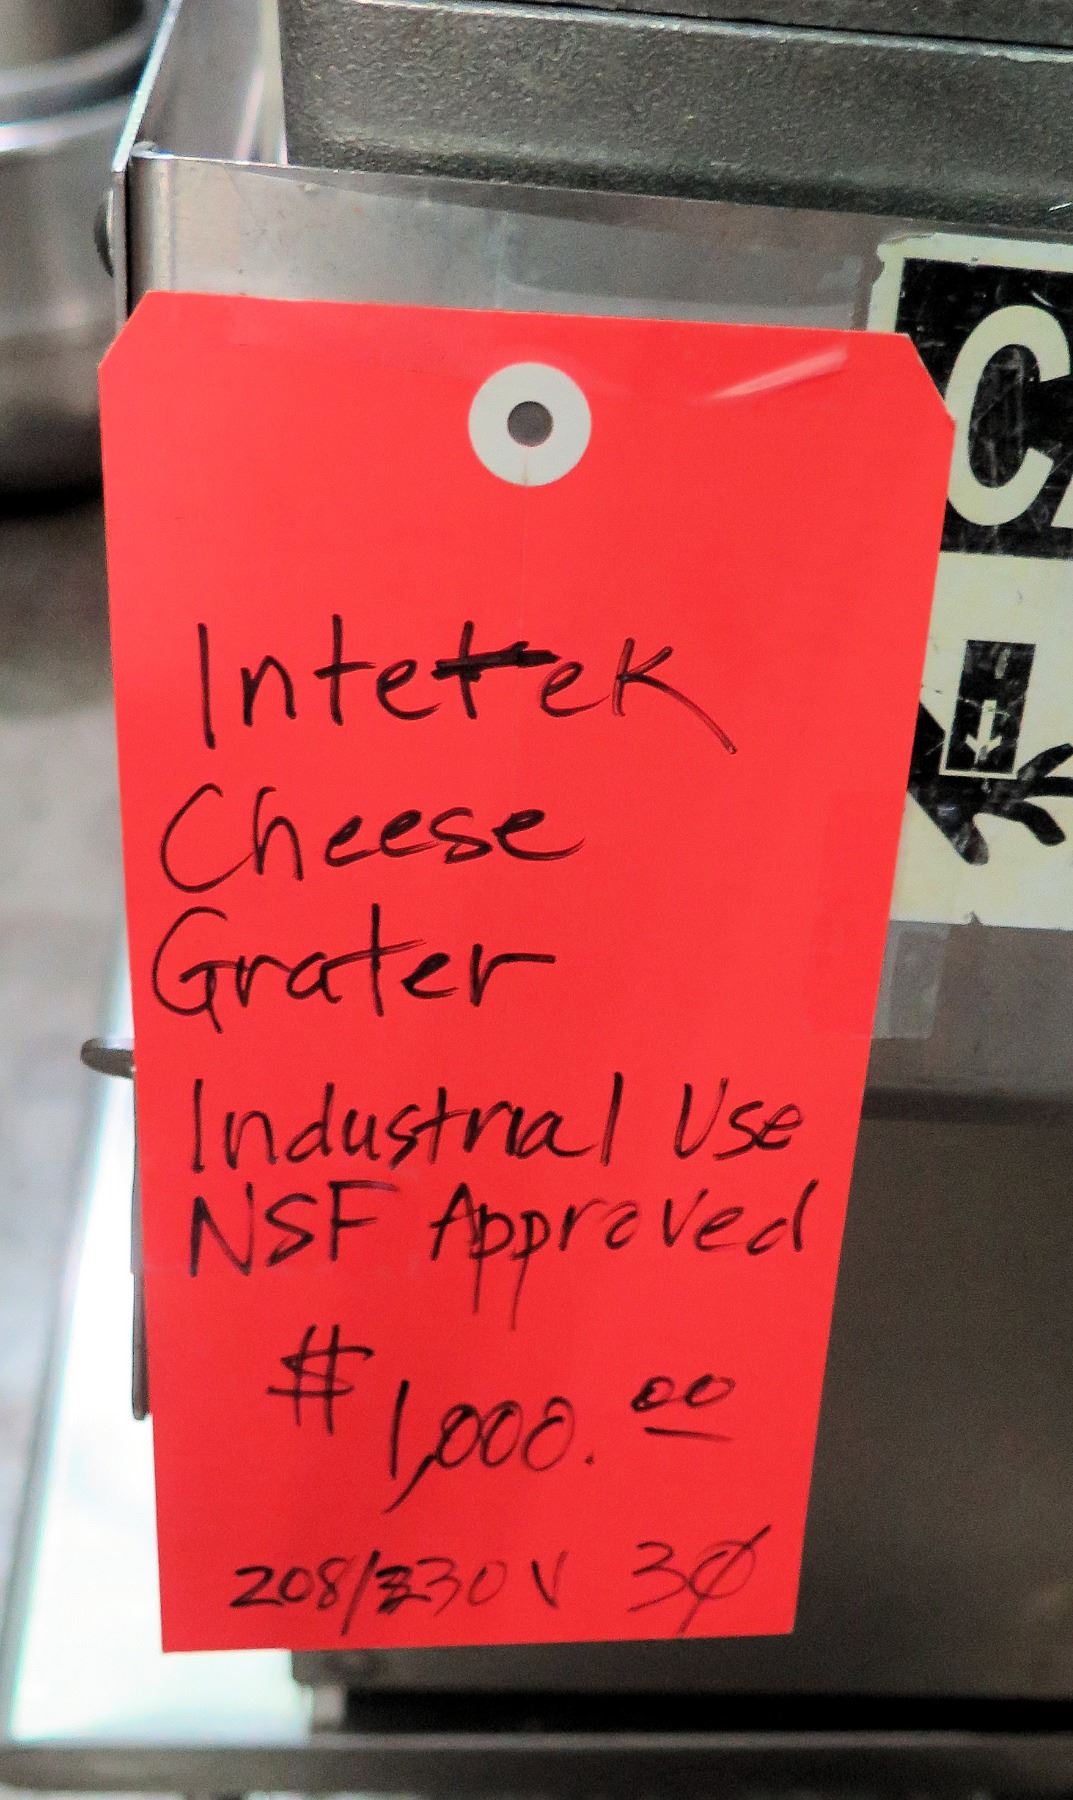 Intetek
Cheese
Grater
Industrial Use
NSF Approved
$1,000.00
208/230V 3Ø